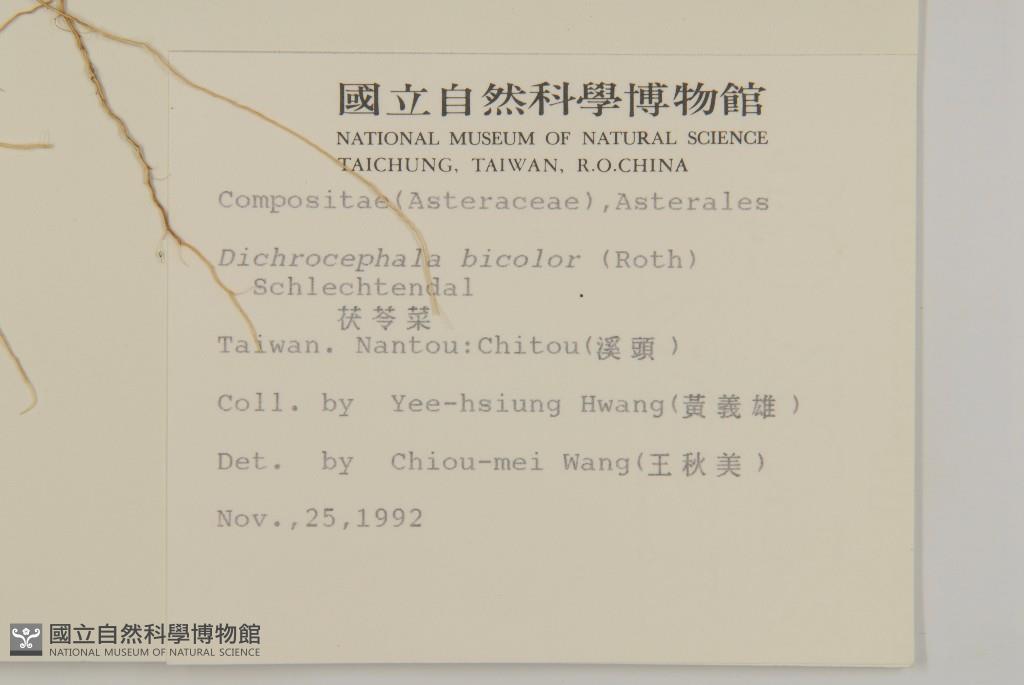 國立自然科學博物館
NATIONAL MUSEUM OF NATURAL SCIENCE
TAICHUNG, TAIWAN, R.O.CHINA
Compositae(Asteraceae),Asterales
Dichrocephala bicolor (Roth)
Schlechtendal
茯苓菜
Taiwan. Nantou:Chitou(溪頭)
Coll. by Yee-hsiung Hwang(黃義雄)
Det. by Chiou-mei Wang(王秋美)
Nov.,25,1992
國立自然科學博物館
NATIONAL MUSEUM OF NATURAL SCIENCE